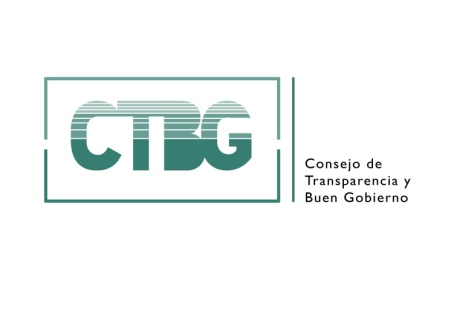 CTBG
Consejo de
Transparencia y
Buen Gobierno